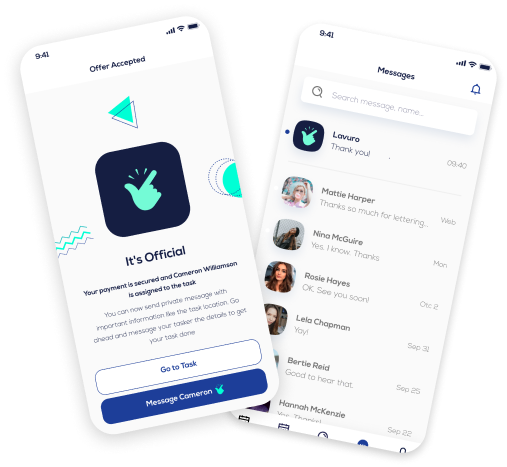 9:41
Offer Accepted
It's Official
Your payment is secured and Cameron Williamson
is assigned to the task
You can now send private message with
important information like the task location. Go
ahead and message your tasker the details to get
your task done
Go to Task
Message Cameron
9:41
Messages
Search message, name...
Lavuro
Thank you!
09.40
Mattie Harper
Thanks so much for lettering...
Web
Nina McGuire
Yes. I know. Thanks
Mon
Rosie Hayes
OK. See you soon!
Oct 2
Lela Chapman
Yay!
Sep 31
Bertie Reid
Good to hear that.
Sep 25
Hannah McKenzie
Yes. Thanks!
Sep 22